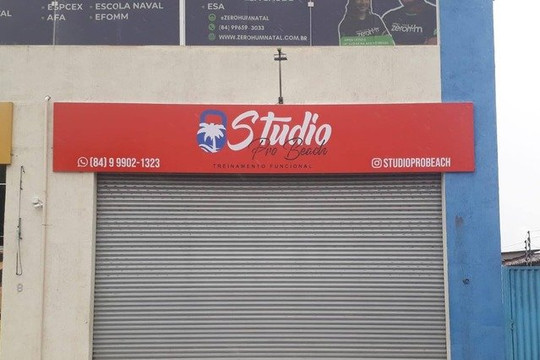 • ESPCEX • ESCOLA NAVAL
• AFA • EFOMM
• ESA
@ZEROHUMNATAL
(84) 99659.3033
WWW.ZEROHUMNATAL.COM.BR
Studio
Pro Beach
TREINAMENTO FUNCIONAL
(84) 9 9902-1323
STUDIOPROBEACH